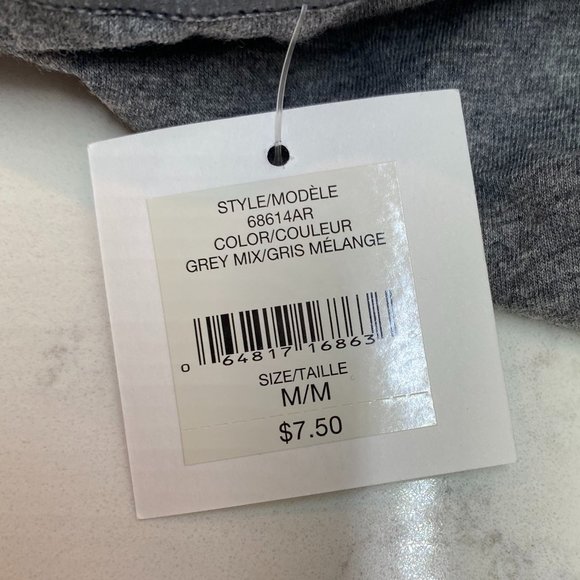 STYLE/MODÈLE
68614AR
COLOR/COULEUR
GREY MIX/GRIS MÉLANGE
0 64817 16863
SIZE/TAILLE
M/M
$7.50